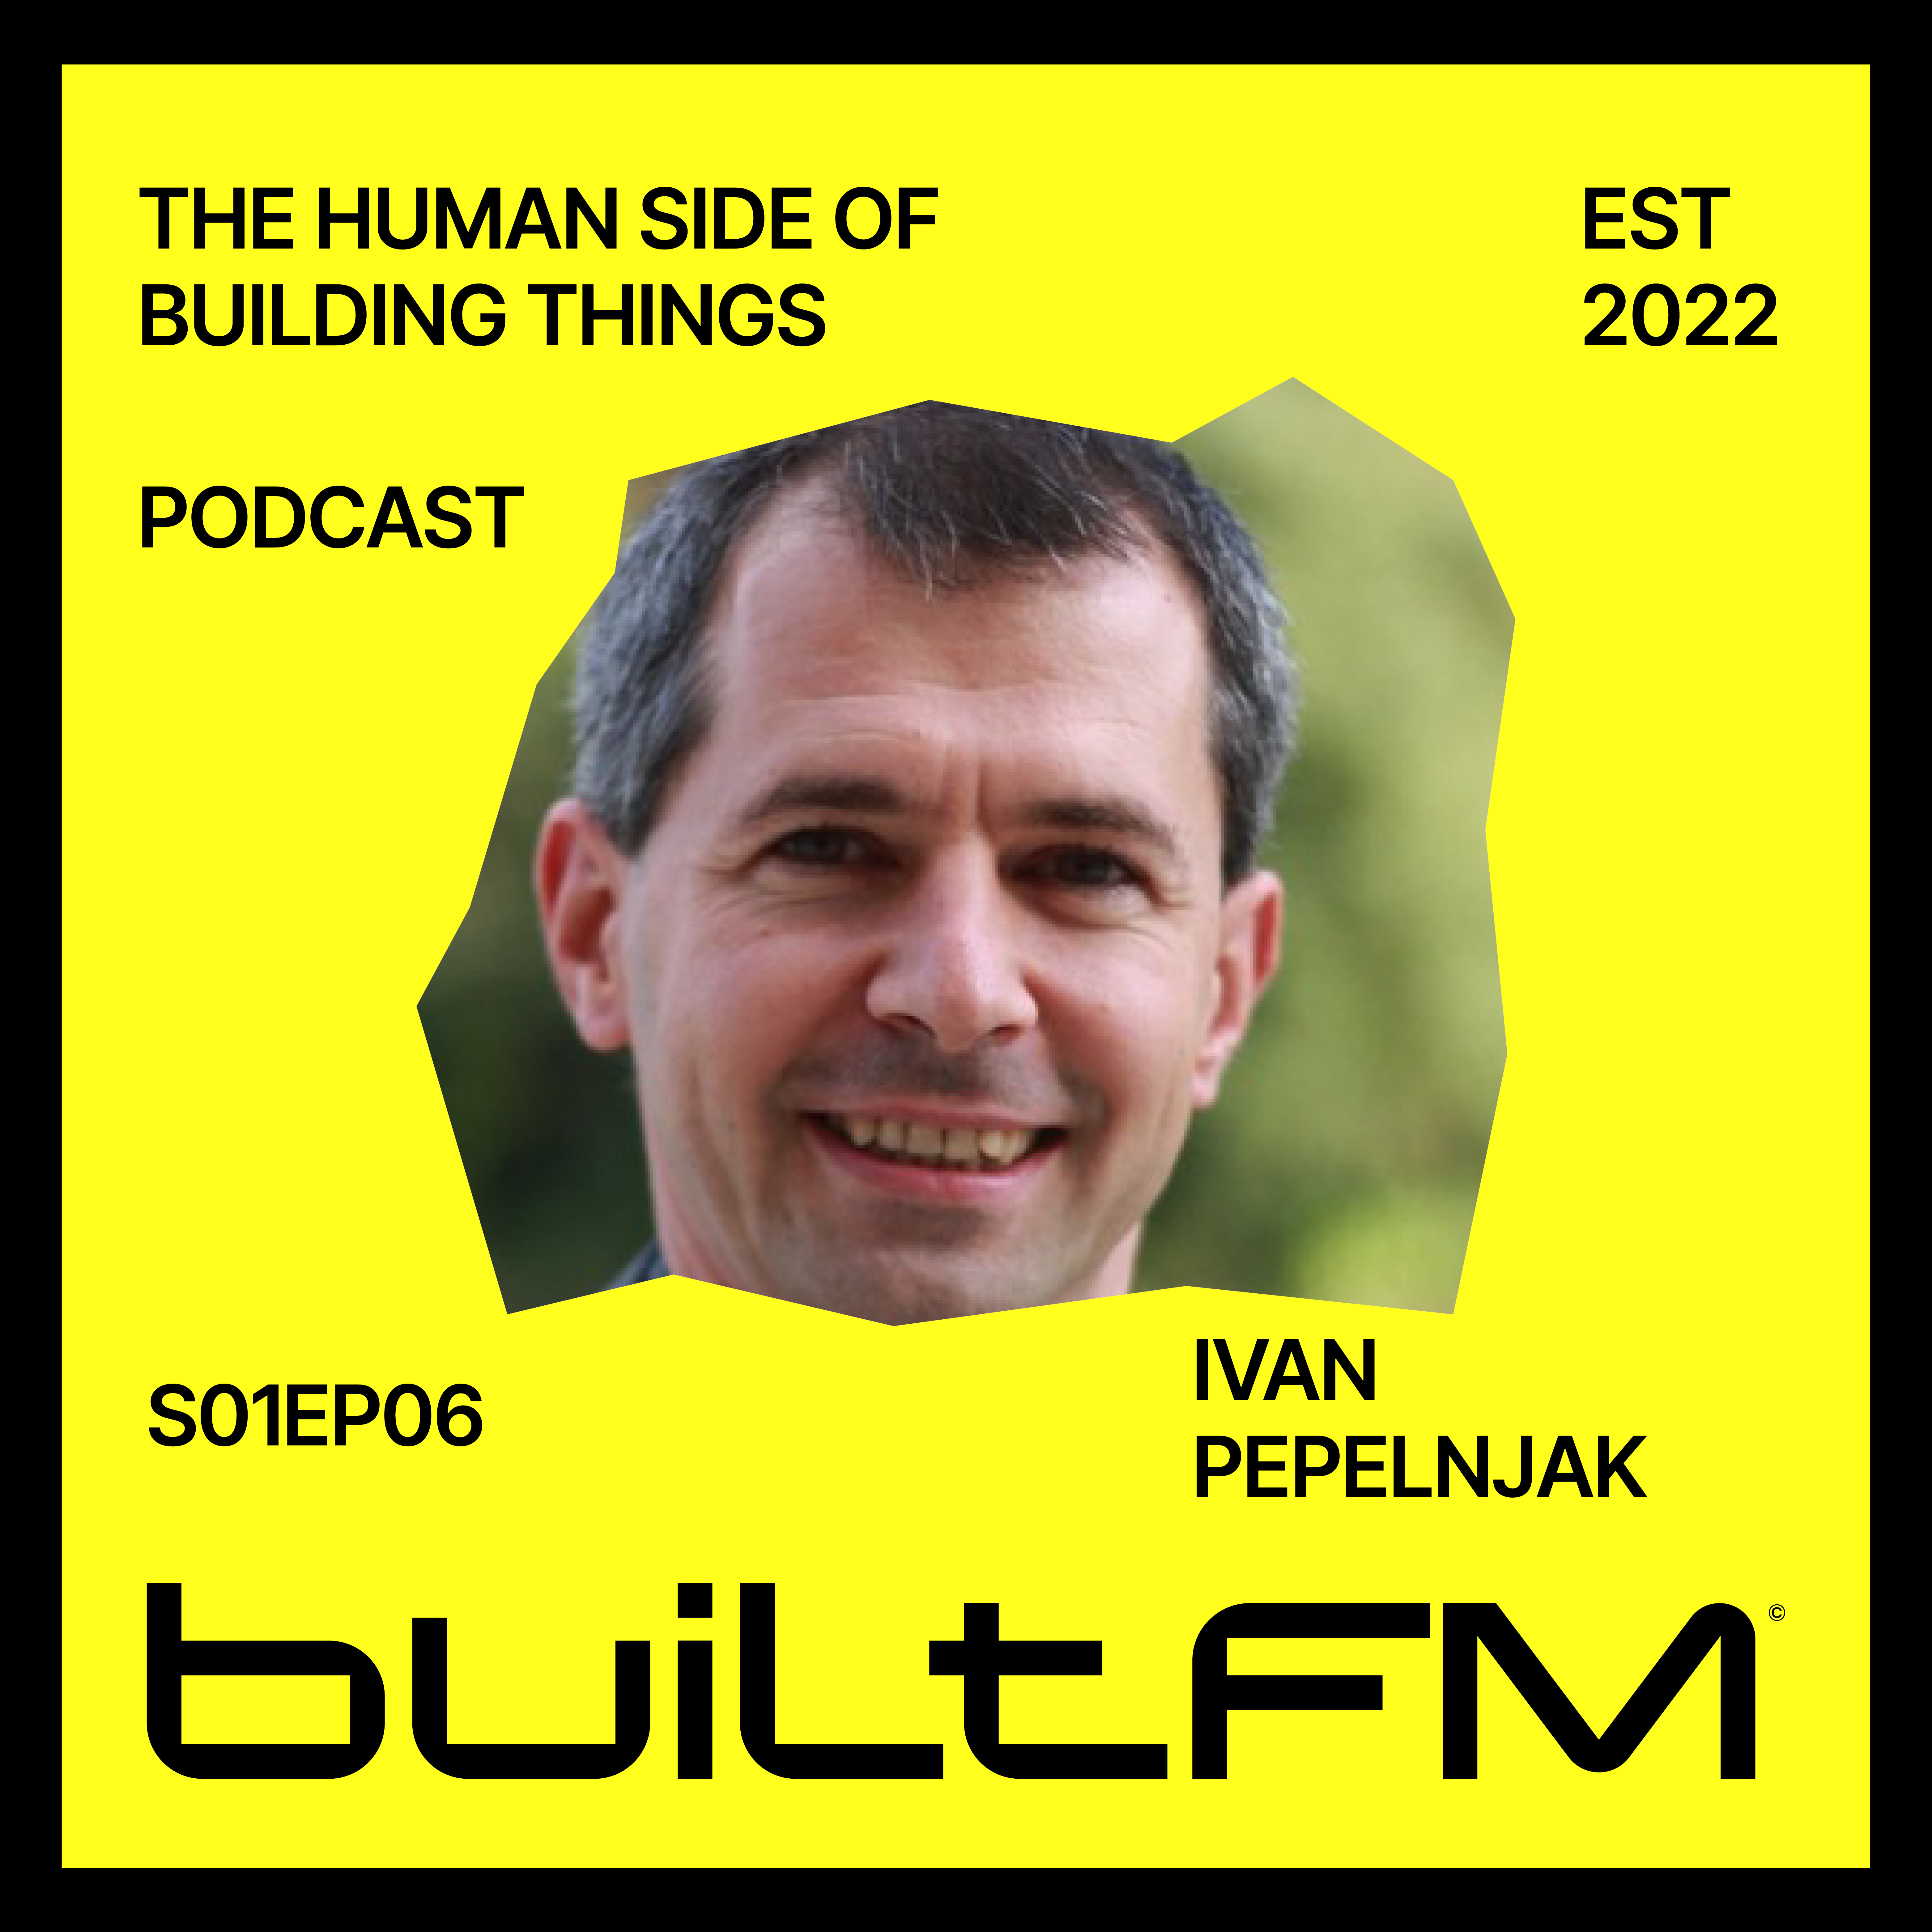 THE HUMAN SIDE OF
BUILDING THINGS
EST
2022
PODCAST
S01EP06
IVAN
PEPELNJAK
builtFM ©